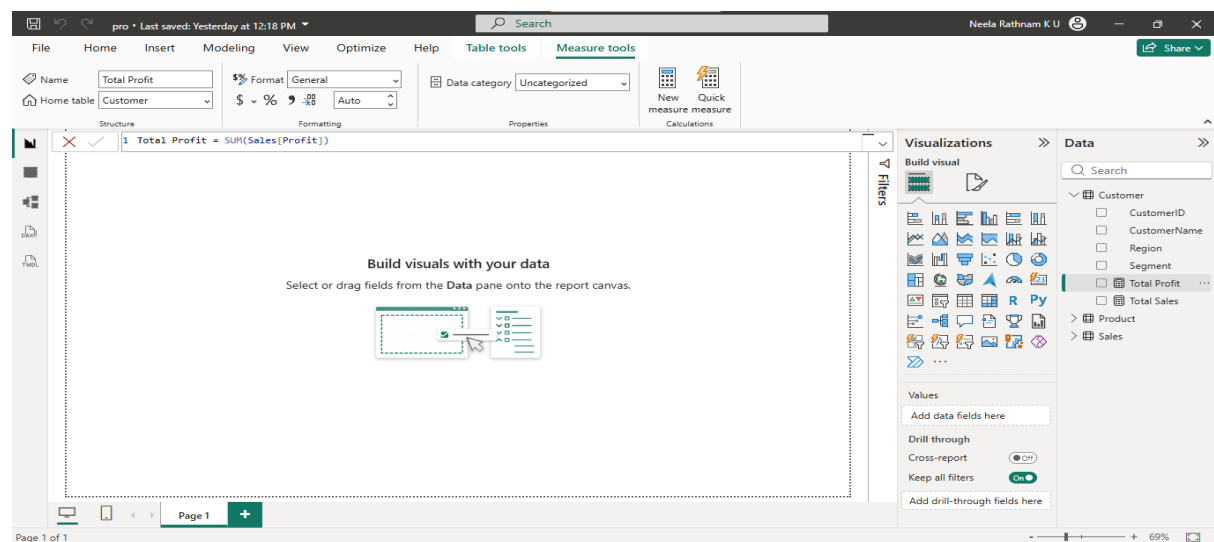 pro • Last saved: Yesterday at 12:18 PM
Search
Neela Rathnam K U
File Home Insert Modeling View Optimize Help Table tools Measure tools
Share
Name Total Profit
Home table Customer
Structure
$% Format General
$ % 9 .00 Auto
Formatting
Data category Uncategorized
Properties
New measure
Quick measure
Calculations
1 Total Profit = SUM(Sales[Profit])
DAX
TMDL
Build visuals with your data
Select or drag fields from the Data pane onto the report canvas.
Filters
Visualizations
Build visual
123
R Py
...
Values
Add data fields here
Drill through
Cross-report Off
Keep all filters On
Add drill-through fields here
Data
Search
Customer
CustomerID
CustomerName
Region
Segment
Total Profit ...
Total Sales
Product
Sales
Page 1 +
Page 1 of 1
- + 69%